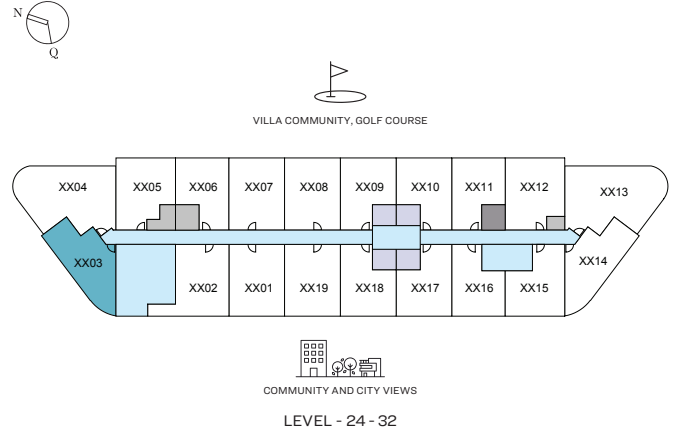 N
Q
VILLA COMMUNITY, GOLF COURSE
XX04 XX05 XX06 XX07 XX08 XX09 XX10 XX11 XX12 XX13
XX03 XX14
XX02 XX01 XX19 XX18 XX17 XX16 XX15
COMMUNITY AND CITY VIEWS
LEVEL - 24 - 32